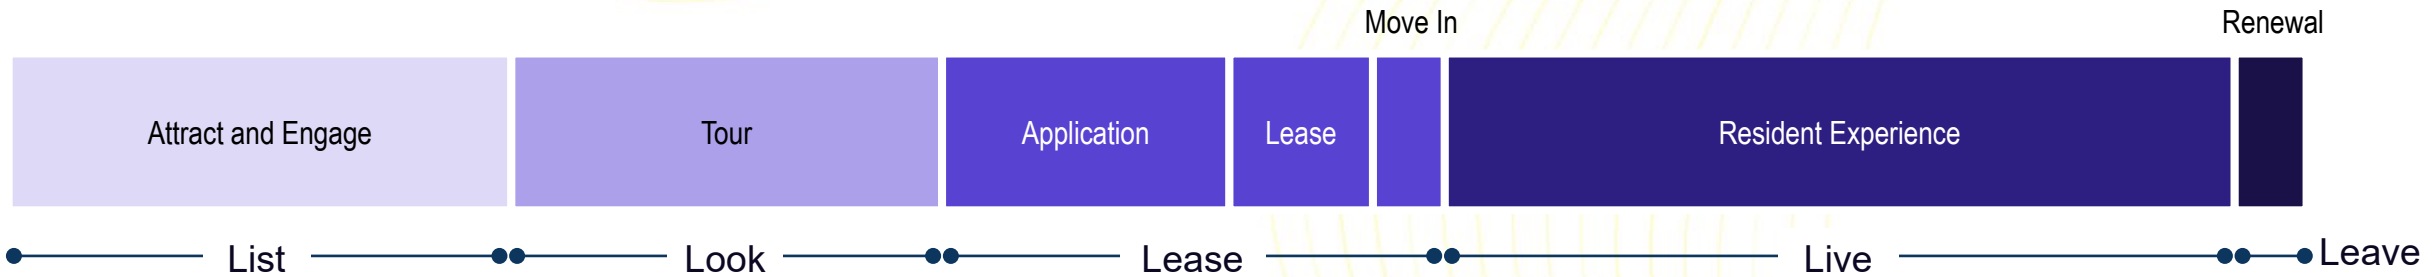 Move In
Renewal
Attract and Engage
Tour
Application
Lease
Resident Experience
List
Look
Lease
Live
Leave